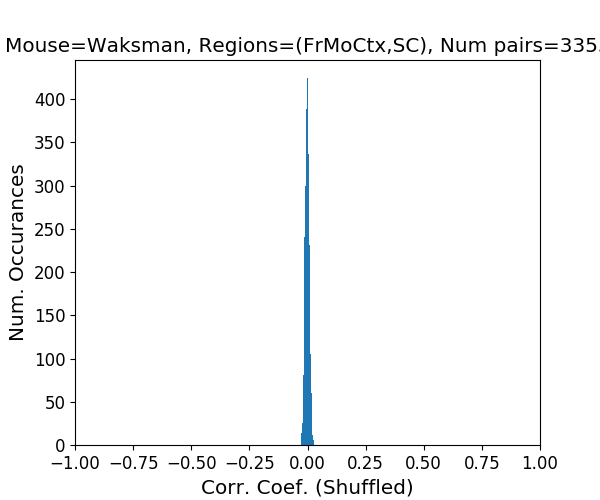 Mouse=Waksman, Regions=(FrMoCtx,SC), Num pairs=335.
Num. Occurances
400
350
300
250
200
150
100
50
0
−1.00 −0.75 −0.50 −0.25 0.00 0.25 0.50 0.75 1.00
Corr. Coef. (Shuffled)